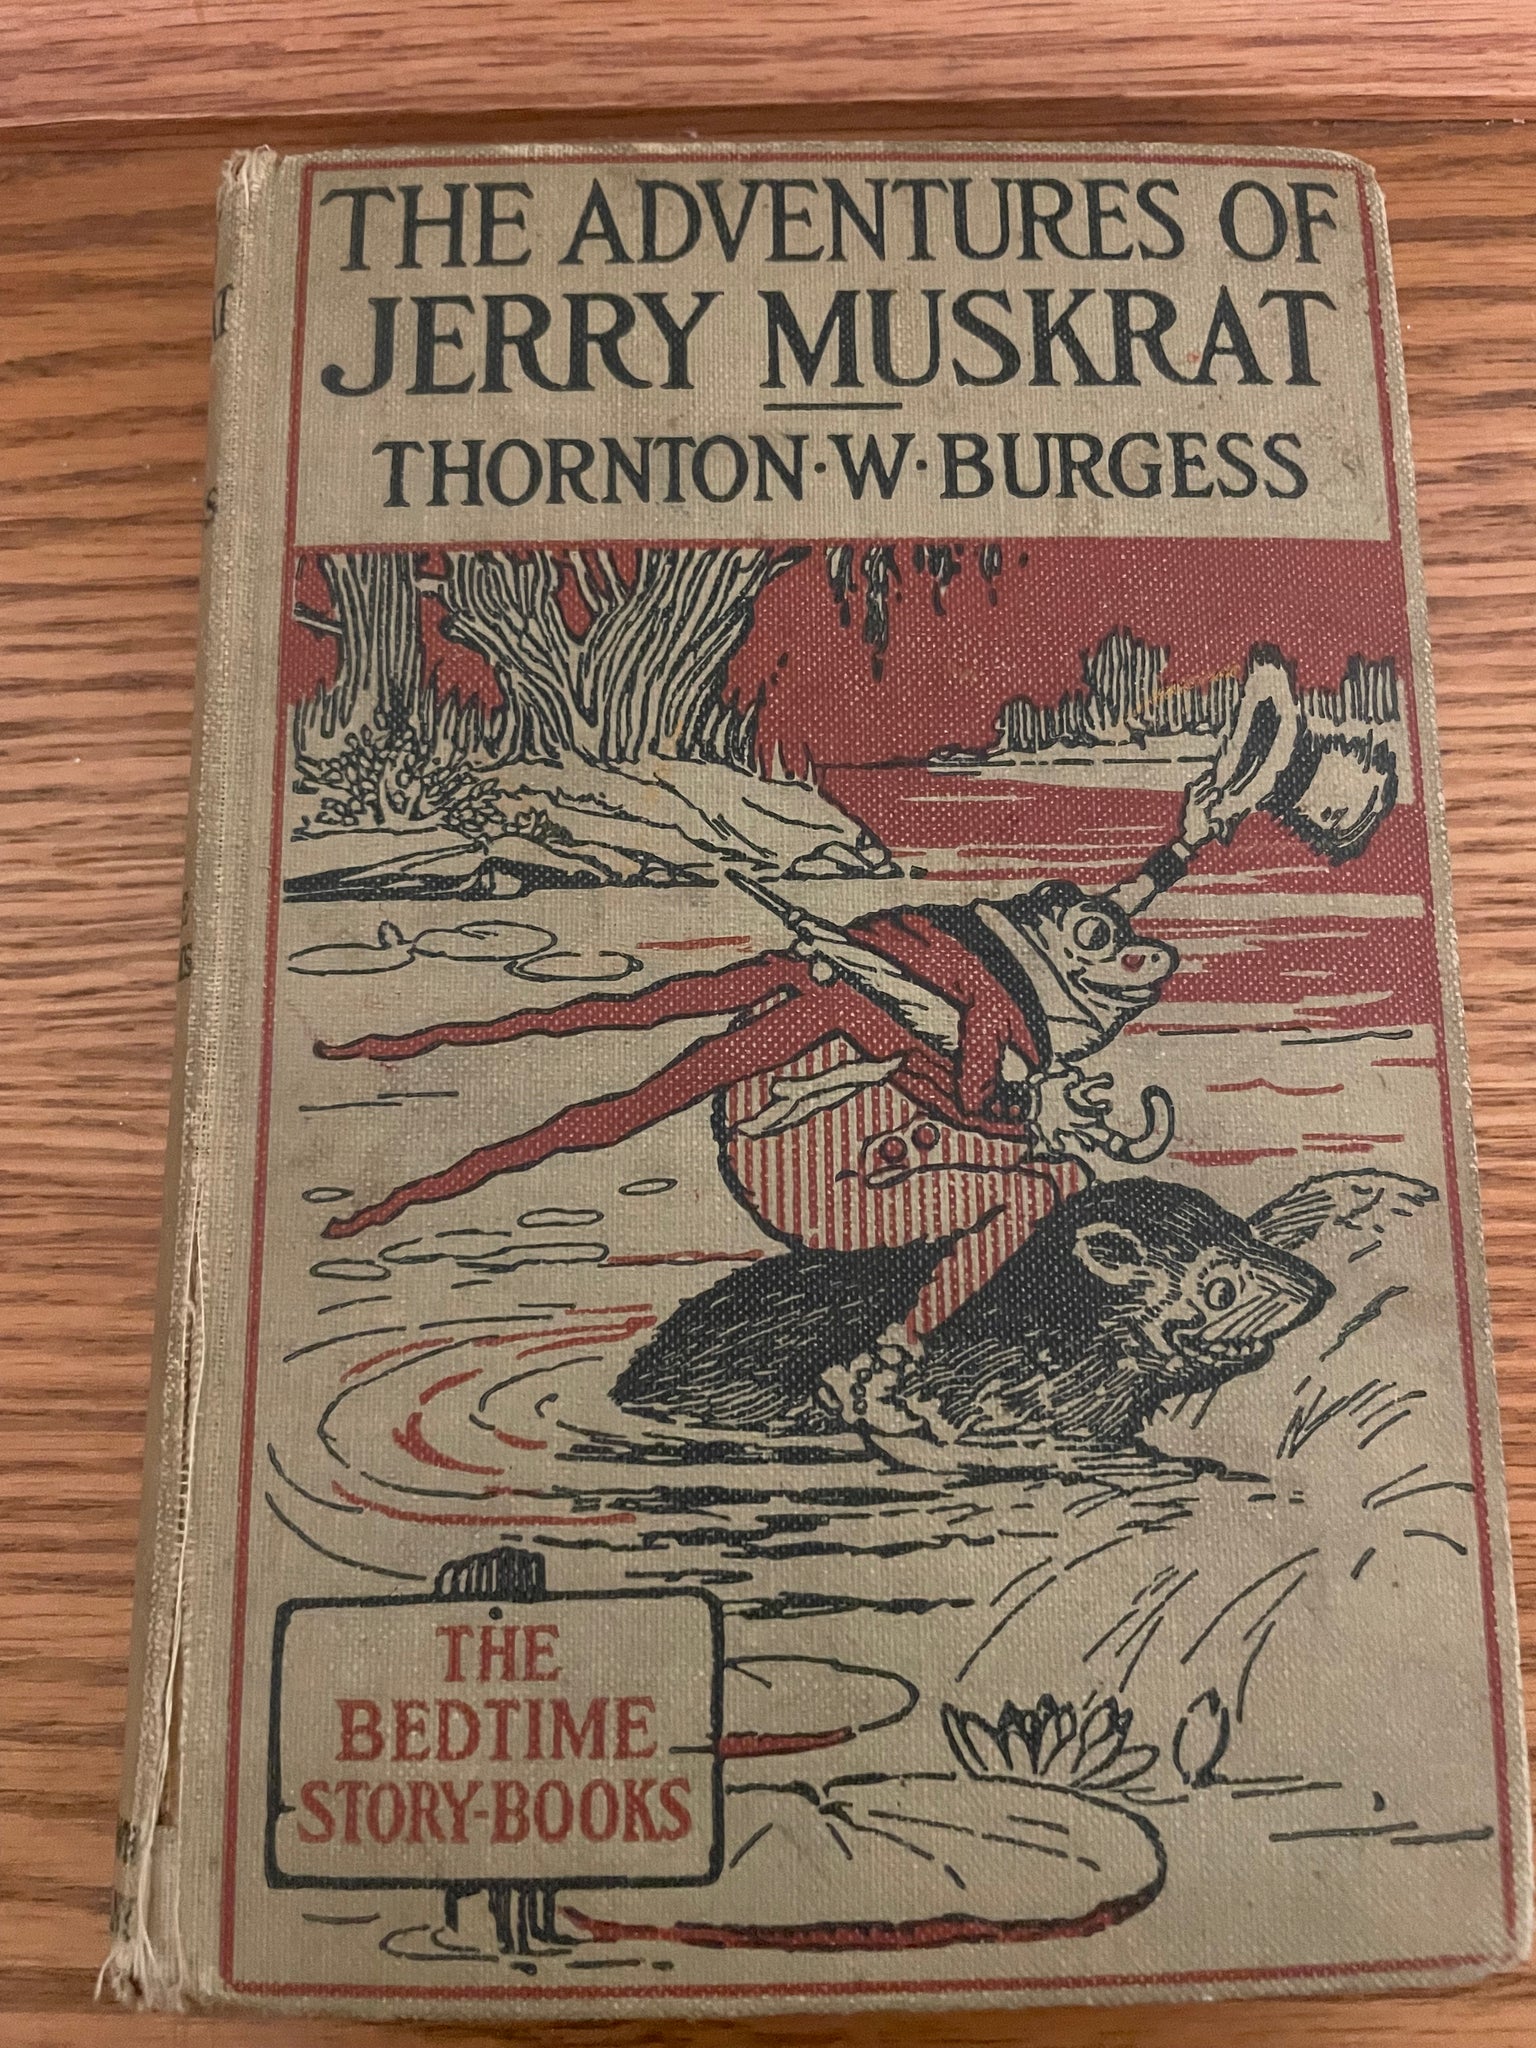 THE ADVENTURES OF
JERRY MUSKRAT
THORNTON·W·BURGESS
THE
BEDTIME
STORY-BOOKS